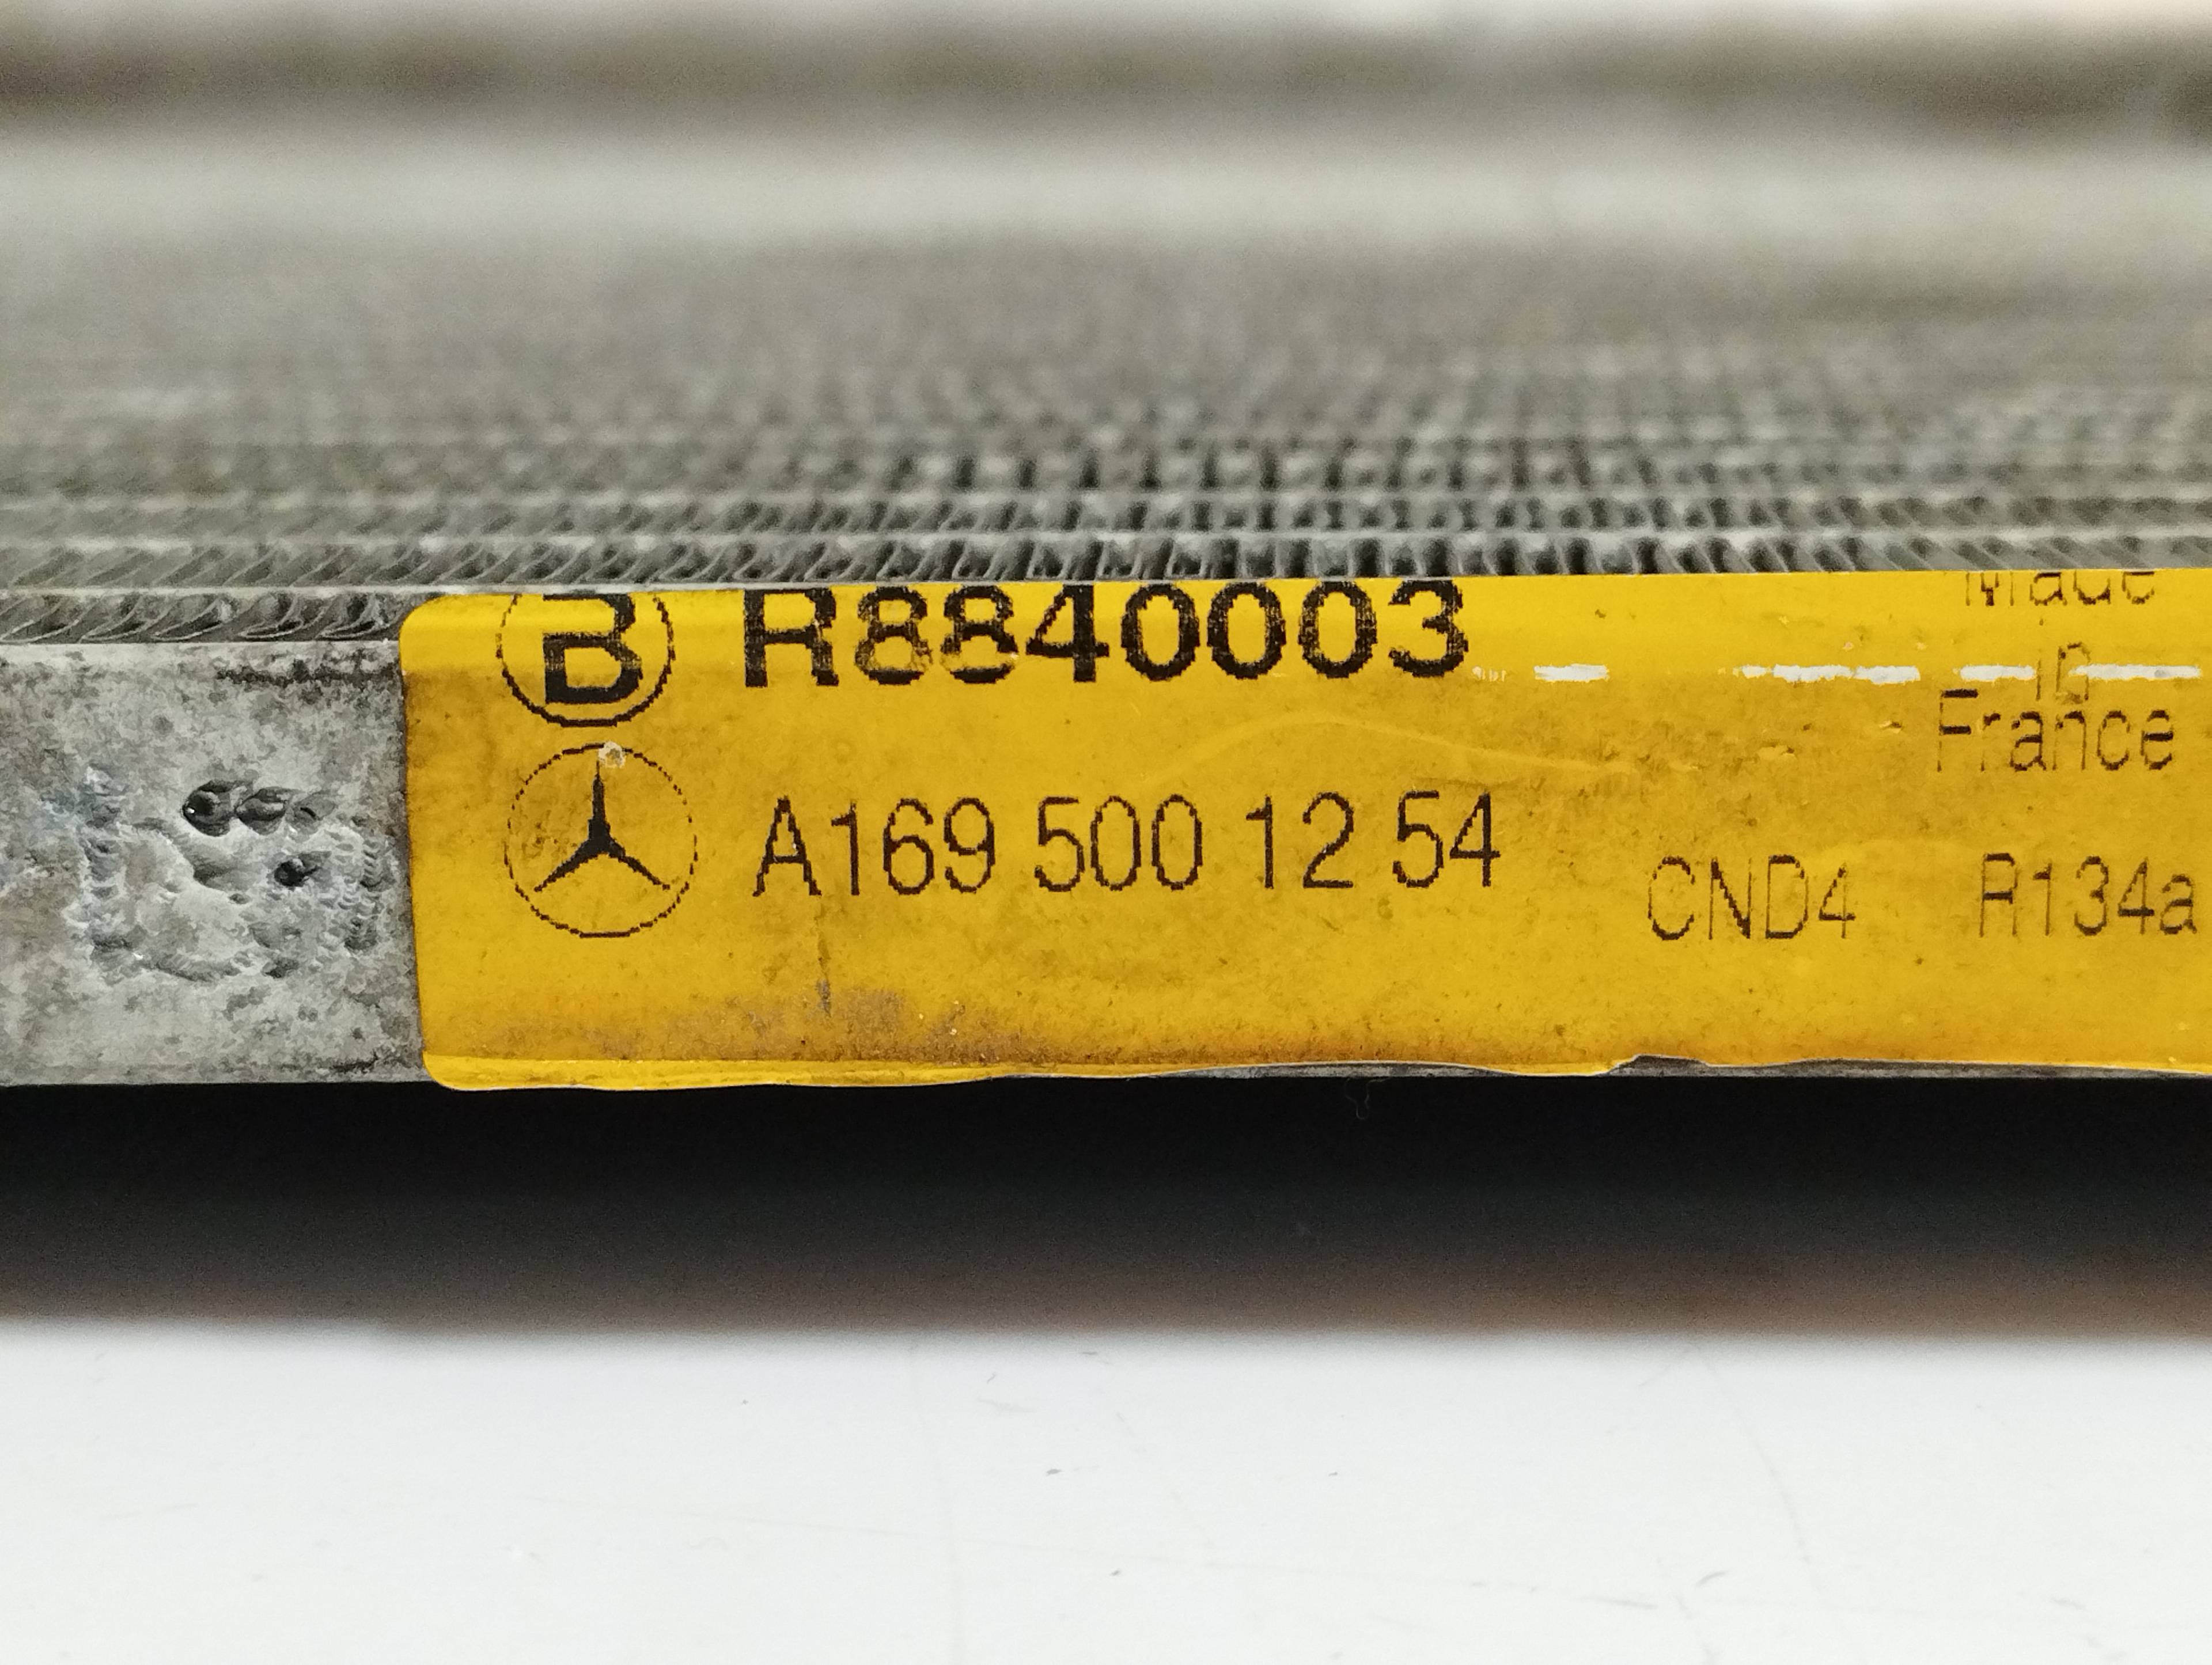 B R8840003
Made
in
France
A169 500 12 54
CND4 R134a